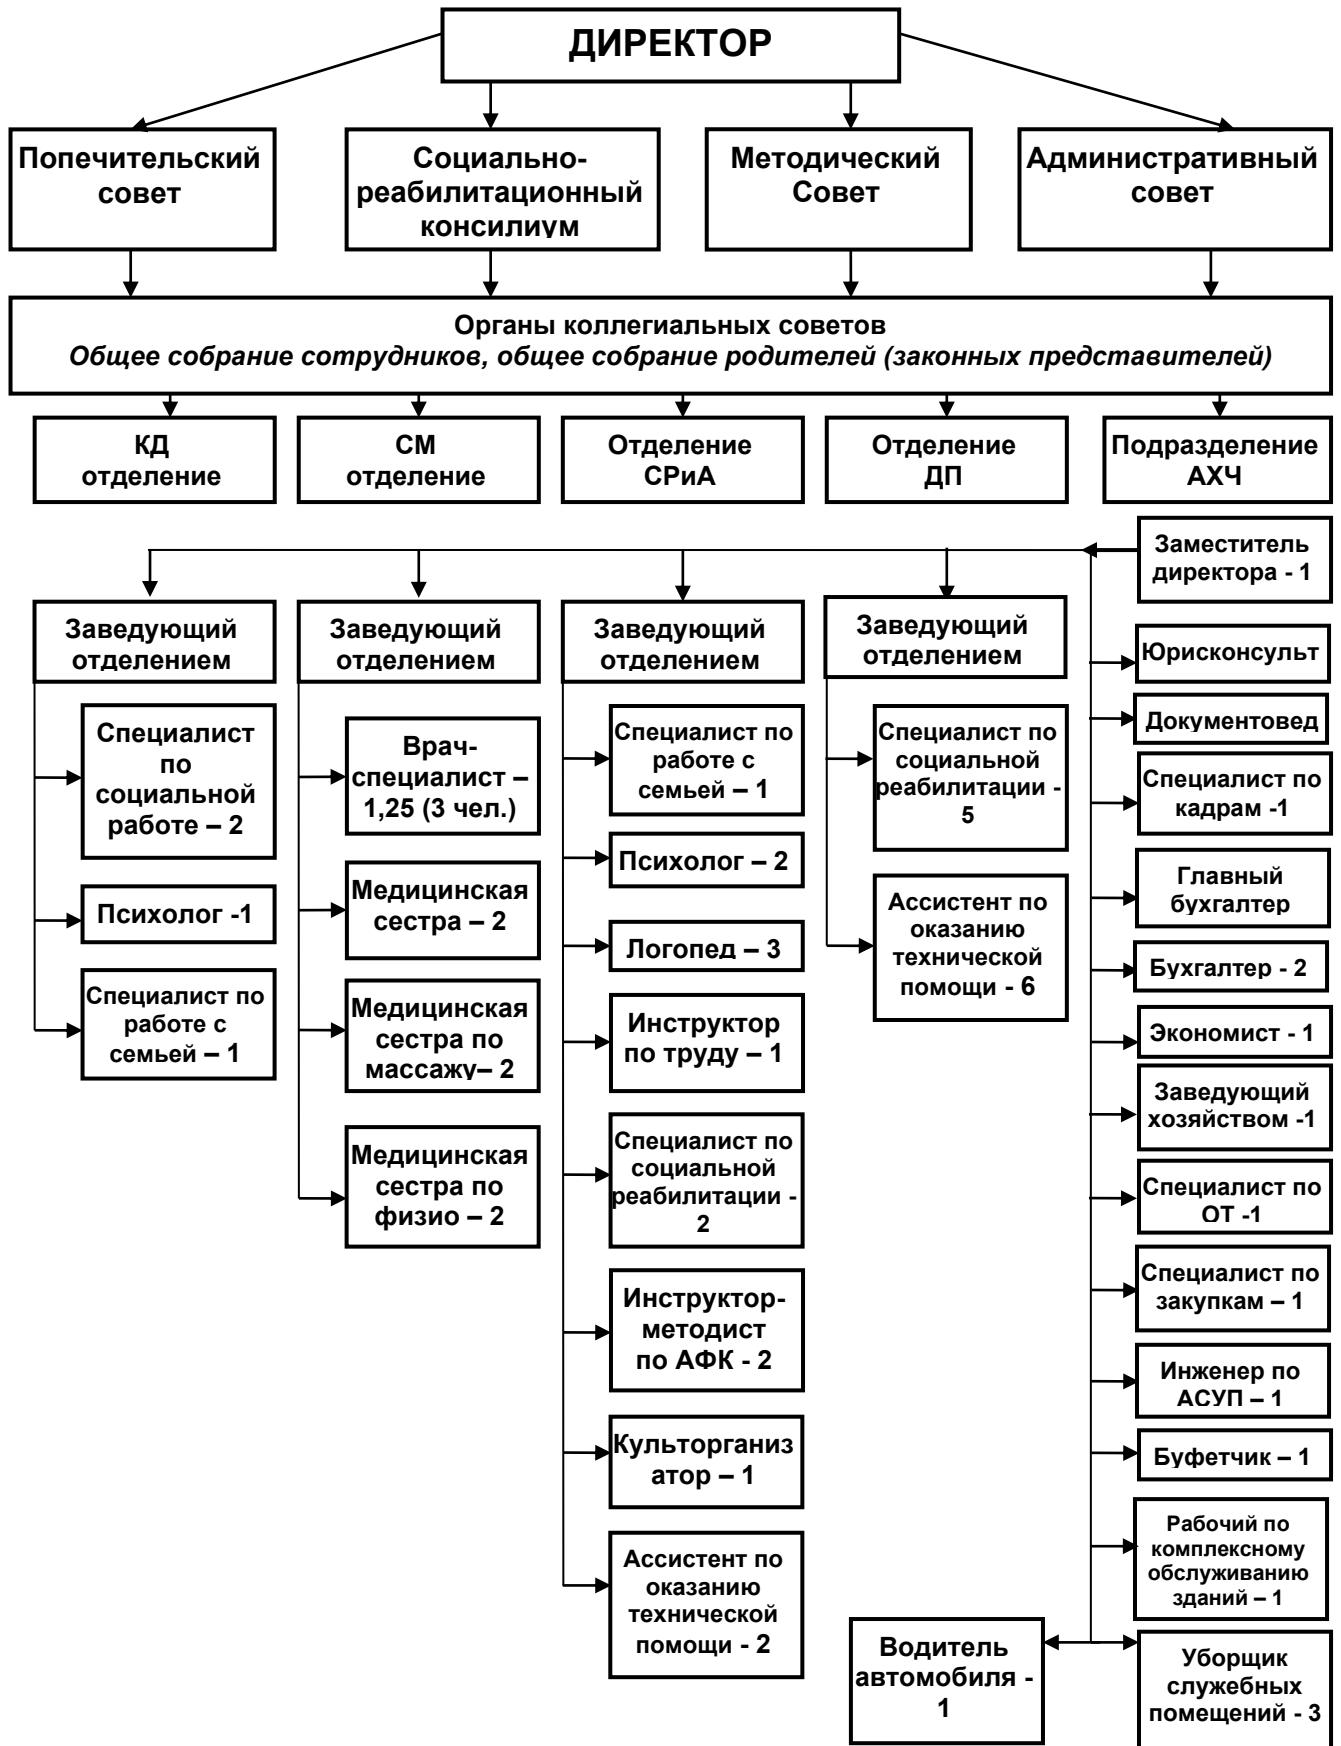 ДИРЕКТОР
Попечительский
совет
Социально-
реабилитационный
консилиум
Методический
Совет
Административный
совет
Органы коллегиальных советов
Общее собрание сотрудников, общее собрание родителей (законных представителей)
КД
отделение
СМ
отделение
Отделение
СРиА
Отделение
ДП
Подразделение
АХЧ
Заместитель
директора - 1
Заведующий
отделением
Специалист
по
социальной
работе – 2
Психолог -1
Специалист по
работе с
семьей – 1
Заведующий
отделением
Врач-
специалист –
1,25 (3 чел.)
Медицинская
сестра – 2
Медицинская
сестра по
массажу– 2
Медицинская
сестра по
физио – 2
Заведующий
отделением
Специалист по
работе с
семьей – 1
Психолог – 2
Логопед – 3
Инструктор
по труду – 1
Специалист по
социальной
реабилитации -
2
Инструктор-
методист
по АФК - 2
Культорганиз
атор – 1
Ассистент по
оказанию
технической
помощи - 2
Заведующий
отделением
Специалист по
социальной
реабилитации -
5
Ассистент по
оказанию
технической
помощи - 6
Юрисконсульт
Документовед
Специалист по
кадрам -1
Главный
бухгалтер
Бухгалтер - 2
Экономист - 1
Заведующий
хозяйством -1
Специалист по
ОТ -1
Специалист по
закупкам – 1
Инженер по
АСУП – 1
Буфетчик – 1
Рабочий по
комплексному
обслуживанию
зданий – 1
Водитель
автомобиля -
1
Уборщик
служебных
помещений - 3